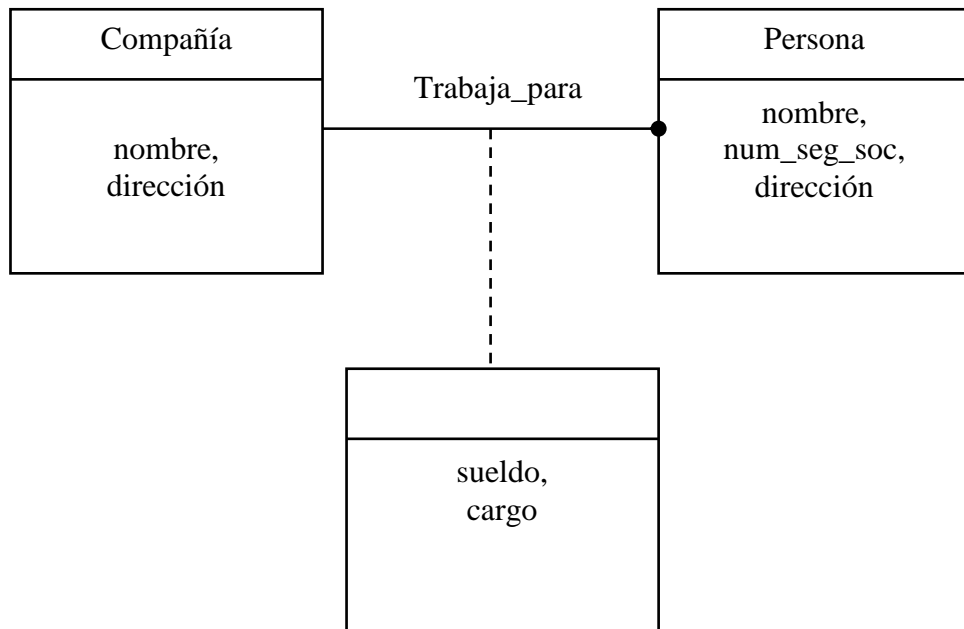 Compañía
Persona
Trabaja_para
nombre,
dirección
nombre,
num_seg_soc,
dirección
sueldo,
cargo